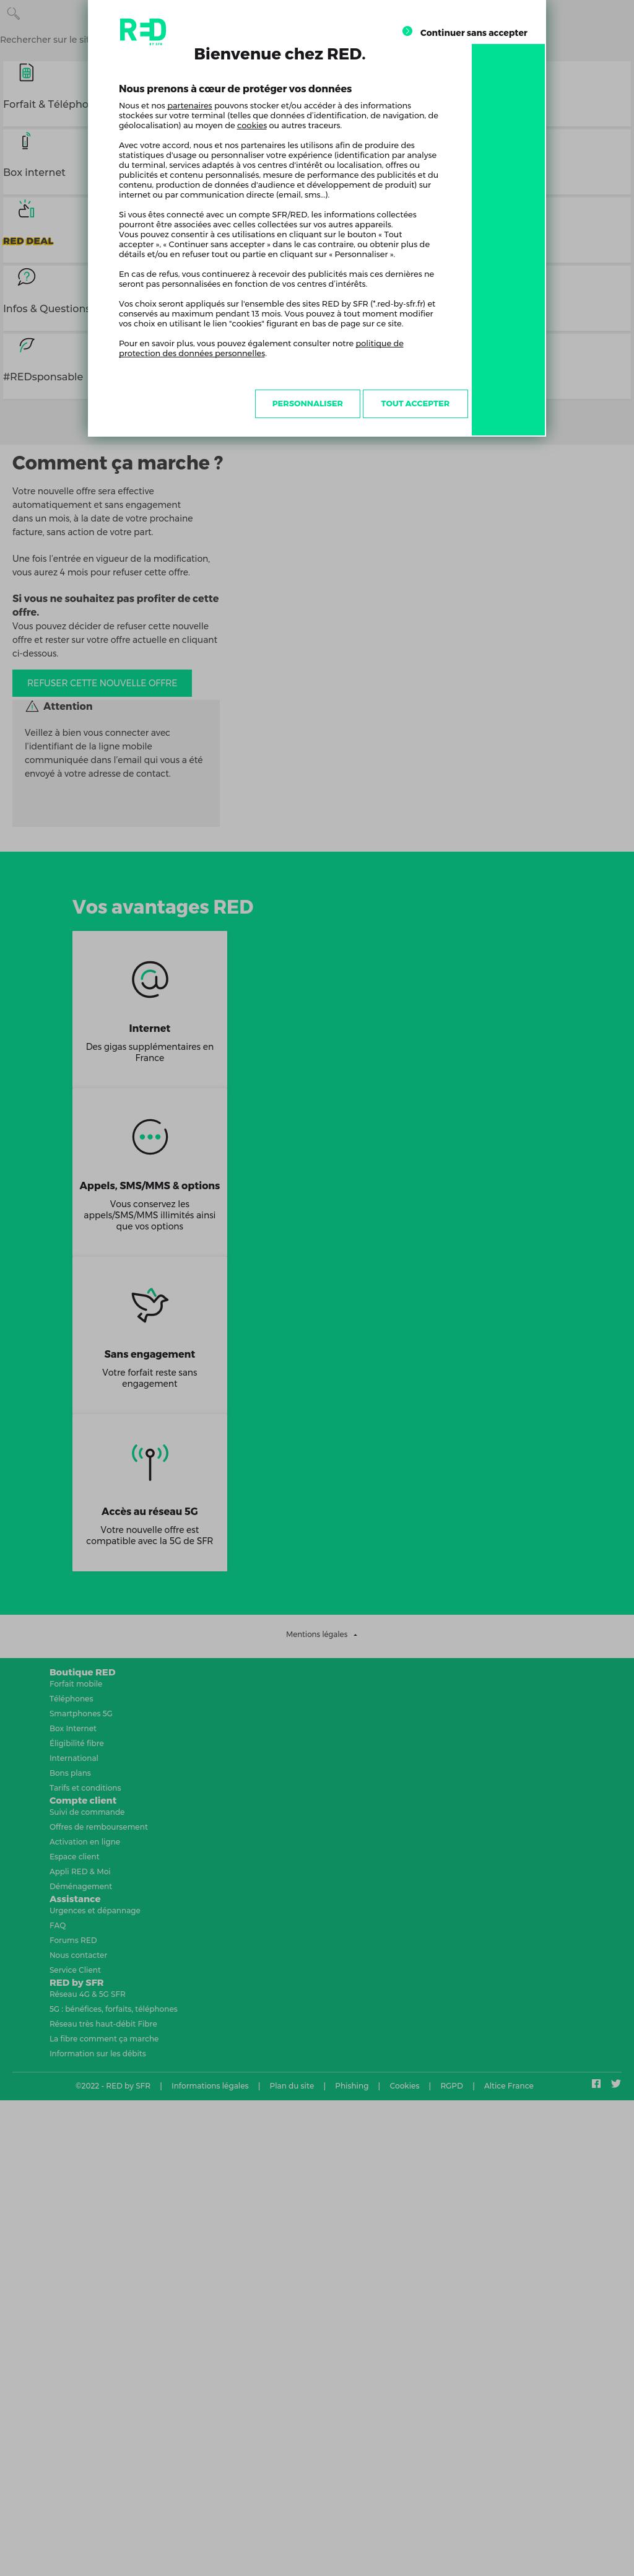 RED
BY SFR
Continuer sans accepter
Bienvenue chez RED.
Nous prenons à cœur de protéger vos données
Nous et nos partenaires pouvons stocker et/ou accéder à des informations
stockées sur votre terminal (telles que données d'identification, de navigation, de
géolocalisation) au moyen de cookies ou autres traceurs.
Avec votre accord, nous et nos partenaires les utilisons afin de produire des
statistiques d'usage ou personnaliser votre expérience (identification par analyse
du terminal, services adaptés à vos centres d'intérêt ou localisation, offres ou
publicités et contenu personnalisés, mesure de performance des publicités et du
contenu, production de données d'audience et développement de produit) sur
internet ou par communication directe (email, sms...).
Si vous êtes connecté avec un compte SFR/RED, les informations collectées
pourront être associées avec celles collectées sur vos autres appareils.
Vous pouvez consentir à ces utilisations en cliquant sur le bouton « Tout
accepter », « Continuer sans accepter » dans le cas contraire, ou obtenir plus de
détails et/ou en refuser tout ou partie en cliquant sur « Personnaliser ».
En cas de refus, vous continuerez à recevoir des publicités mais ces dernières ne
seront pas personnalisées en fonction de vos centres d'intérêts.
Vos choix seront appliqués sur l'ensemble des sites RED by SFR (*.red-by-sfr.fr) et
conservés au maximum pendant 13 mois. Vous pouvez à tout moment modifier
vos choix en utilisant le lien "cookies" figurant en bas de page sur ce site.
Pour en savoir plus, vous pouvez également consulter notre politique de
protection des données personnelles.
PERSONNALISER
TOUT ACCEPTER
Rechercher sur le sit
Forfait & Télépho
Box internet
RED DEAL
Infos & Questions
#REDsponsable
Comment ça marche ?
Votre nouvelle offre sera effective
automatiquement et sans engagement
dans un mois, à la date de votre prochaine
facture, sans action de votre part.
Une fois l'entrée en vigueur de la modification,
vous aurez 4 mois pour refuser cette offre.
Si vous ne souhaitez pas profiter de cette
offre.
Vous pouvez décider de refuser cette nouvelle
offre et rester sur votre offre actuelle en cliquant
ci-dessous.
REFUSER CETTE NOUVELLE OFFRE
Attention
Veillez à bien vous connecter avec
l'identifiant de la ligne mobile
communiquée dans l'email qui vous a été
envoyé à votre adresse de contact.
Vos avantages RED
Internet
Des gigas supplémentaires en
France
Appels, SMS/MMS & options
Vous conservez les
appels/SMS/MMS illimités ainsi
que vos options
Sans engagement
Votre forfait reste sans
engagement
Accès au réseau 5G
Votre nouvelle offre est
compatible avec la 5G de SFR
Mentions légales
Boutique RED
Forfait mobile
Téléphones
Smartphones 5G
Box Internet
Éligibilité fibre
International
Bons plans
Tarifs et conditions
Compte client
Suivi de commande
Offres de remboursement
Activation en ligne
Espace client
Appli RED & Moi
Déménagement
Assistance
Urgences et dépannage
FAQ
Forums RED
Nous contacter
Service Client
RED by SFR
Réseau 4G & 5G SFR
5G : bénéfices, forfaits, téléphones
Réseau très haut-débit Fibre
La fibre comment ça marche
Information sur les débits
©2022 - RED by SFR | Informations légales | Plan du site | Phishing | Cookies | RGPD | Altice France